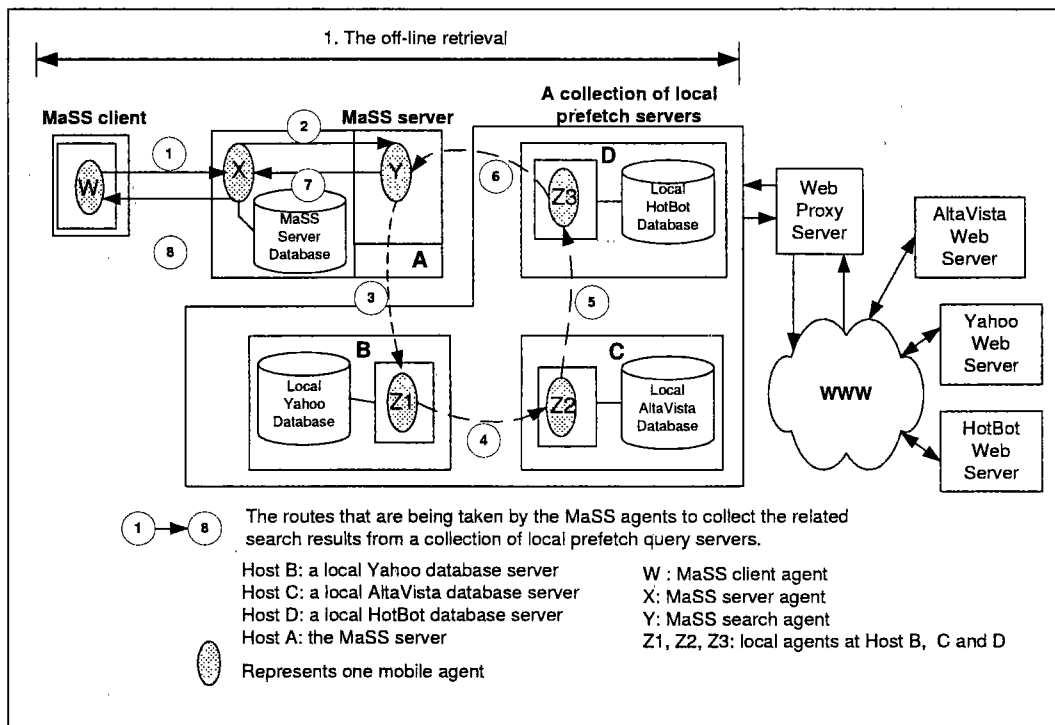 1. The off-line retrieval
MaSS client
MaSS server
A collection of local
prefetch servers
1
2
3
4
5
6
7
8
W
X
Y
MaSS
Server
Database
A
D
Z3
Local
HotBot
Database
B
Local
Yahoo
Database
Z1
C
Z2
Local
AltaVista
Database
Web
Proxy
Server
AltaVista
Web
Server
Yahoo
Web
Server
HotBot
Web
Server
WWW
1
8
The routes that are being taken by the MaSS agents to collect the related
search results from a collection of local prefetch query servers.
Host B: a local Yahoo database server
Host C: a local AltaVista database server
Host D: a local HotBot database server
Host A: the MaSS server
Represents one mobile agent
W : MaSS client agent
X: MaSS server agent
Y: MaSS search agent
Z1, Z2, Z3: local agents at Host B, C and D